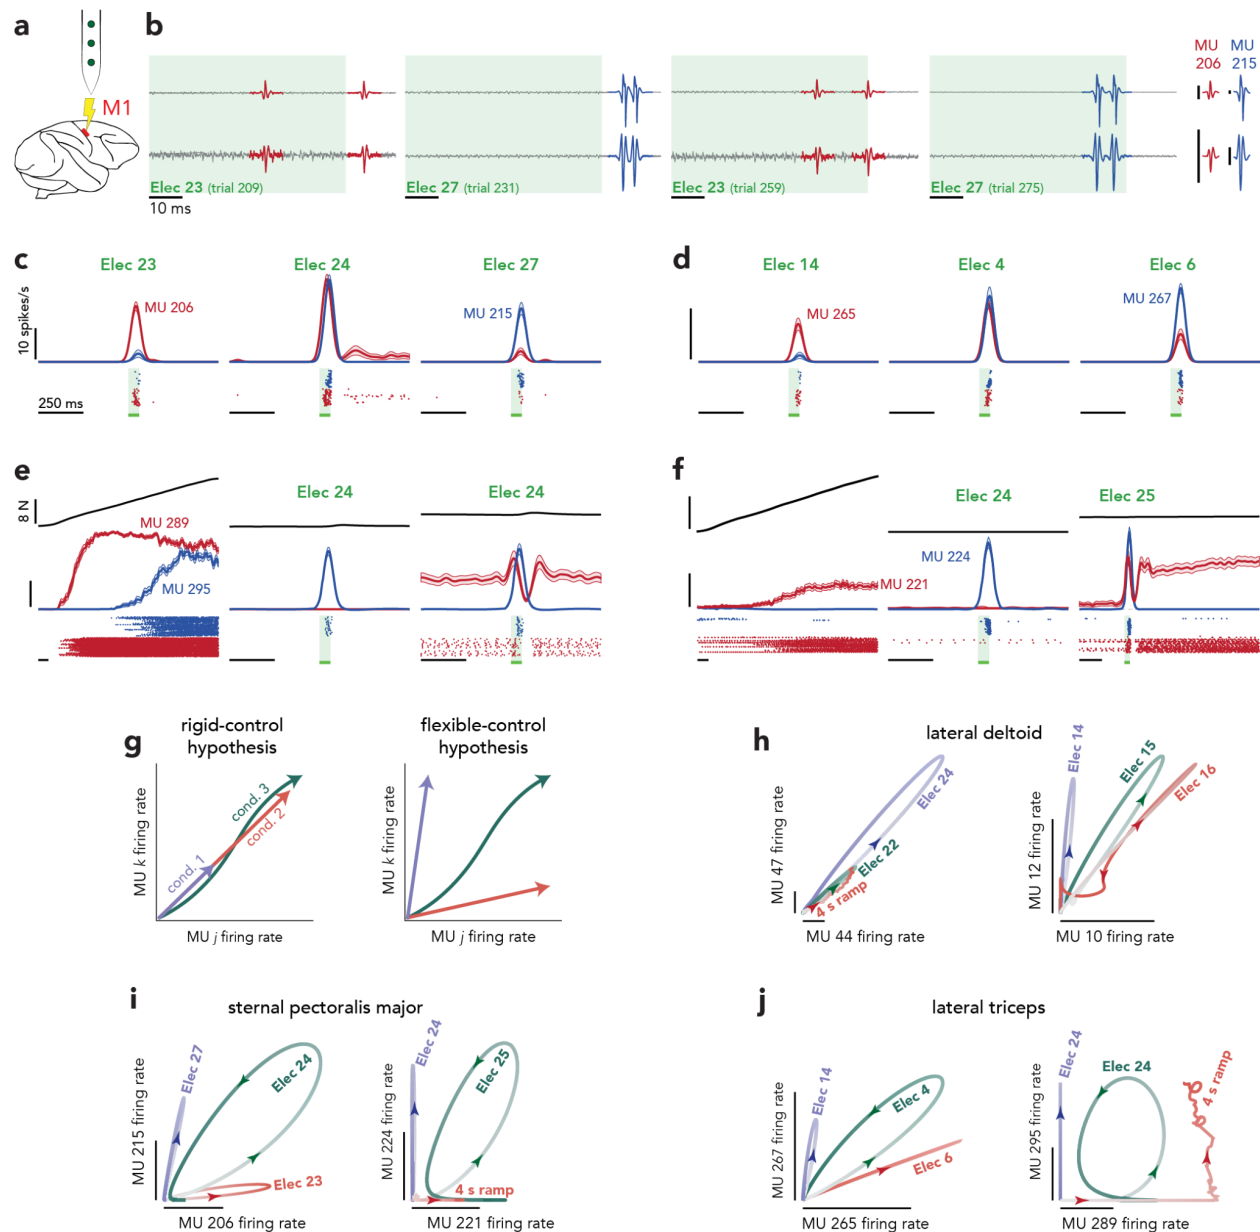 a
M1
b
MU
206
MU
215
Elec 23 (trial 209)
Elec 27 (trial 231)
Elec 23 (trial 259)
Elec 27 (trial 275)
10 ms
c
Elec 23
Elec 24
Elec 27
10 spikes/s
MU 206
MU 215
250 ms
d
Elec 14
Elec 4
Elec 6
MU 265
MU 267
e
8 N
Elec 24
Elec 24
MU 289
MU 295
f
Elec 24
Elec 25
MU 224
MU 221
g
rigid-control
hypothesis
flexible-control
hypothesis
MU k firing rate
cond. 1
cond. 3
cond. 2
MU j firing rate
MU k firing rate
MU j firing rate
h
lateral deltoid
MU 47 firing rate
Elec 24
Elec 22
4 s ramp
MU 44 firing rate
MU 12 firing rate
Elec 14
Elec 15
Elec 16
MU 10 firing rate
i
sternal pectoralis major
MU 215 firing rate
Elec 27
Elec 24
Elec 23
MU 206 firing rate
MU 224 firing rate
Elec 24
Elec 25
4 s ramp
MU 221 firing rate
j
lateral triceps
MU 267 firing rate
Elec 14
Elec 4
Elec 6
MU 265 firing rate
MU 295 firing rate
Elec 24
Elec 24
4 s ramp
MU 289 firing rate